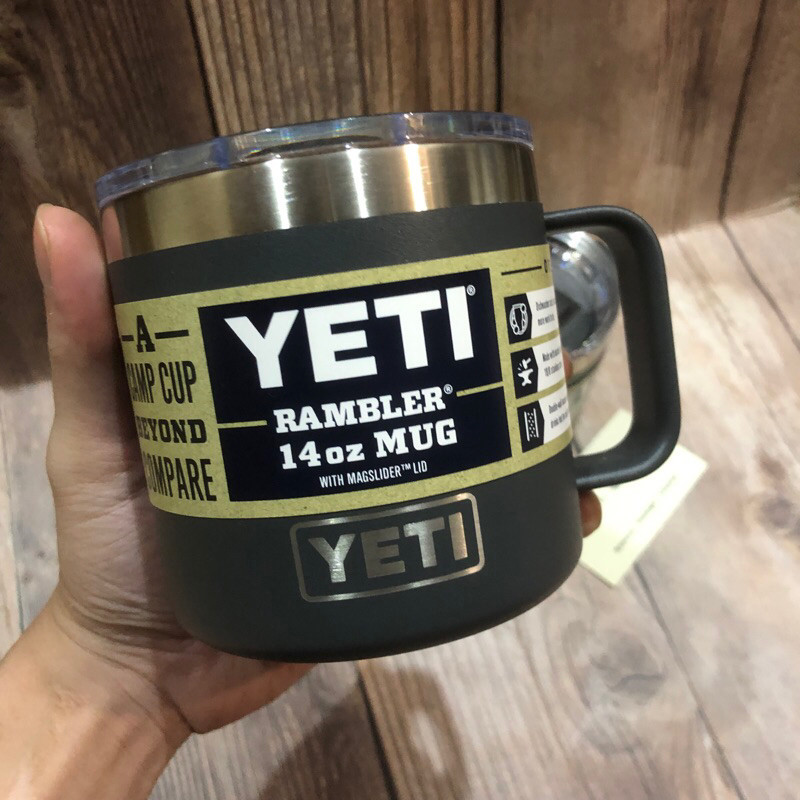 A
CAMP CUP
BEYOND
COMPARE
YETI®
RAMBLER®
14oz MUG
WITH MAGSLIDER™ LID
YETI